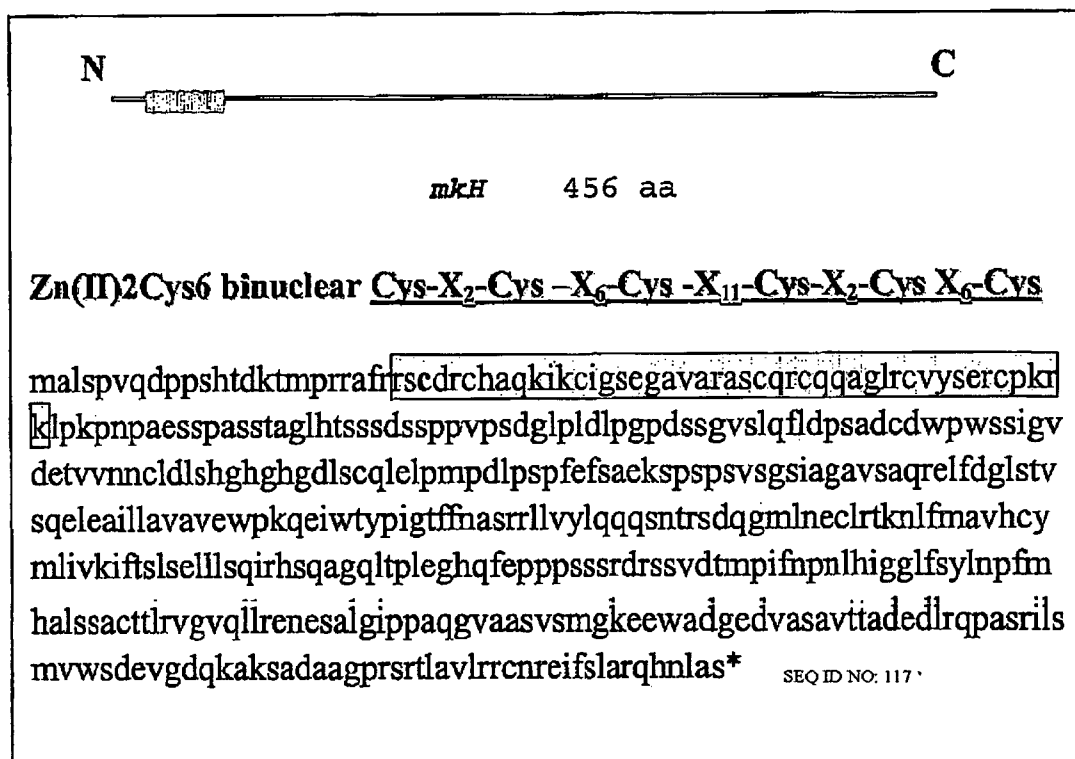 N C
mkH 456 aa
Zn(II)2Cys6 binuclear Cys-X2-Cys –X6-Cys -X11-Cys-X2-Cys X6-Cys
malspvqdppshtdktmprrafrrscdrchaqkikcigsegavarascqrcqqaglrcvysercpkr
klpkpnpaesspasstaglhtsssdssppvpsdglpldlpgpdssgvslqfldpsadcdwpwssigv
detvvnncldlshghghgdlscqlelpmpdlpspfefsaekspspsvsgsiagavsaqrelfdglstv
sqeleaillavavewpkqeiwtypigtffnasrrllvylqqqsntrsdqgmlneclrtknlfmavhcy
mlivkiftslselllsqirhsqagqltpleghqfepppsssrdrssvdtmpifnpnlhigglfsylnpfm
halssacttlrvgvqllrenesalgippaqgvaasvsmgkeewadgedvasavttadedlrqpasrils
mvwsdevgdqkaksadaagprsrtlavlrrcnreifslarqhnlas* SEQ ID NO: 117